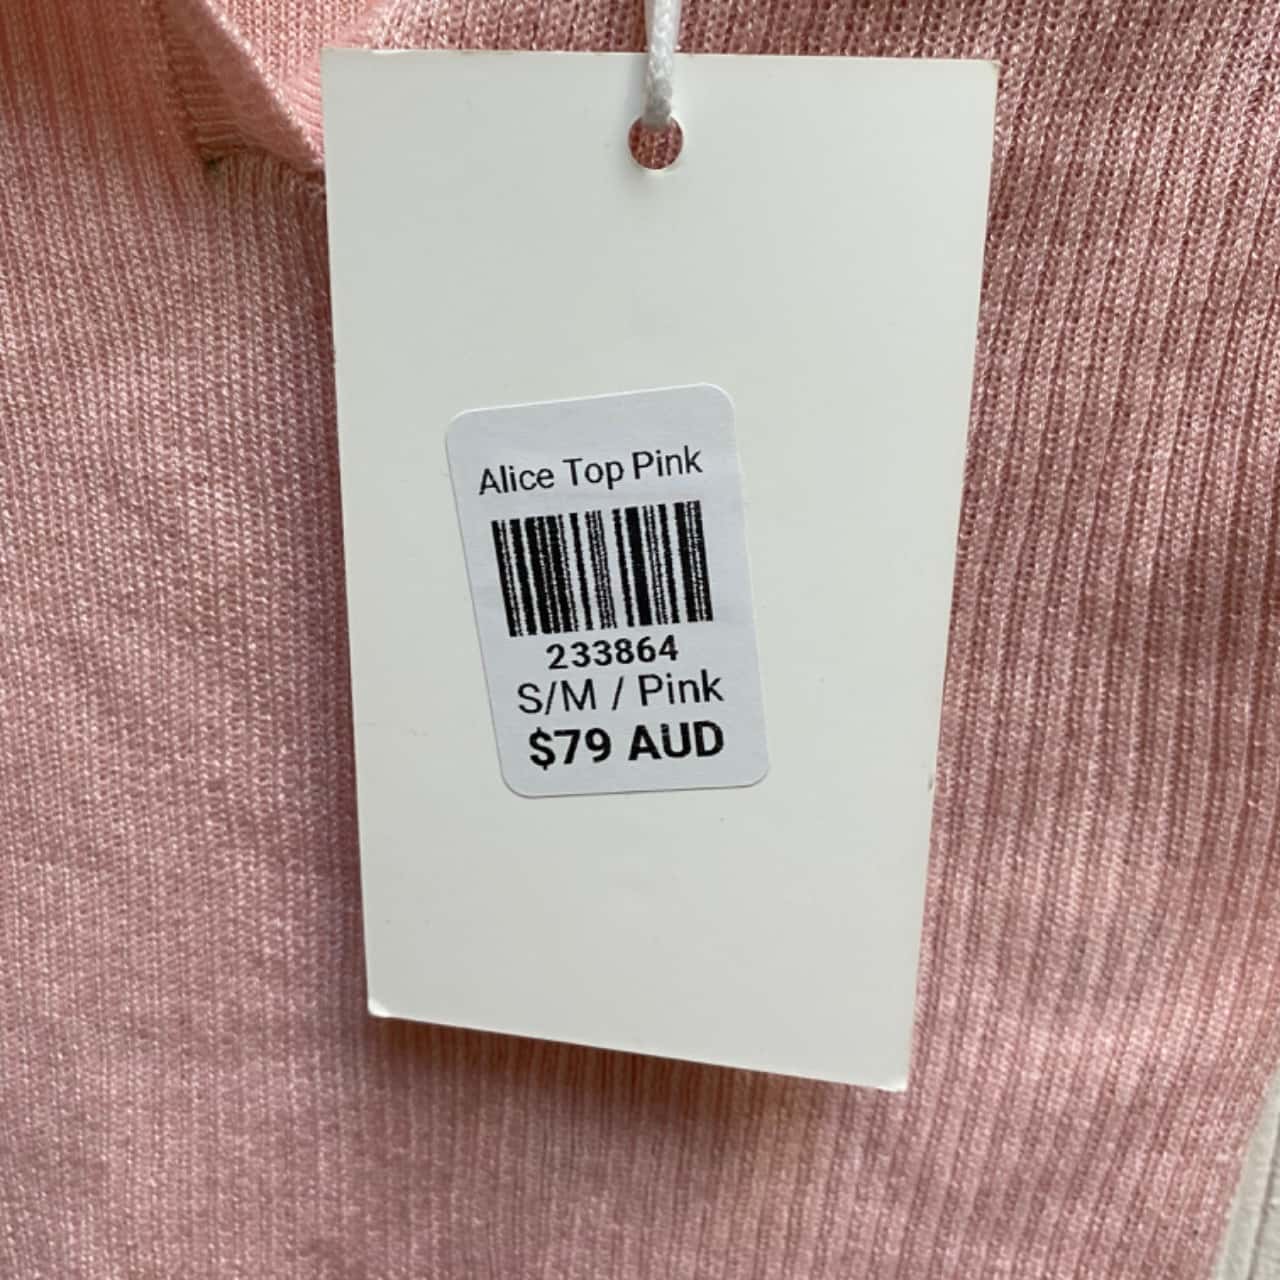 Alice Top Pink
233864
S/M / Pink
$79 AUD